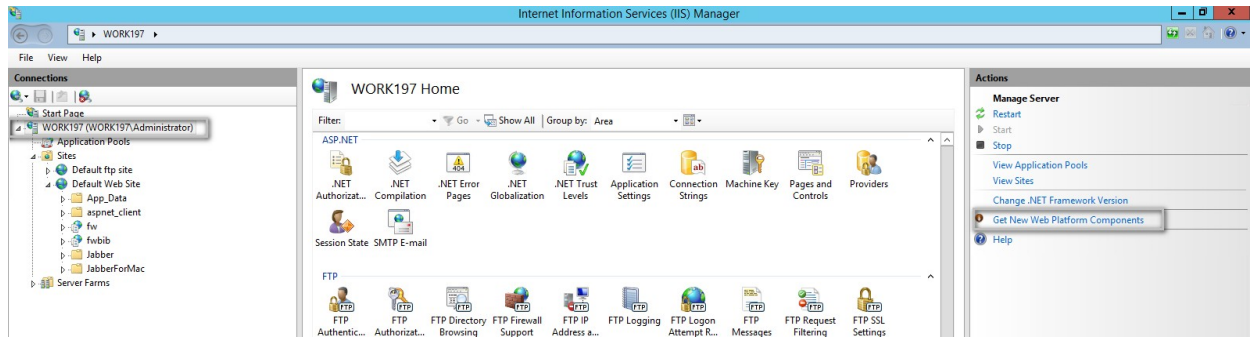 Internet Information Services (IIS) Manager
WORK197
File View Help
Connections
Start Page
WORK197 (WORK197\Administrator)
Application Pools
Sites
Default ftp site
Default Web Site
App_Data
aspnet_client
fw
fwbib
Jabber
JabberForMac
Server Farms
WORK197 Home
Filter: Go Show All Group by: Area
ASP.NET
.NET Authorizat...
.NET Compilation
.NET Error Pages
.NET Globalization
.NET Trust Levels
Application Settings
Connection Strings
Machine Key
Pages and Controls
Providers
Session State
SMTP E-mail
FTP
FTP Authentic...
FTP Authorizat...
FTP Directory Browsing
FTP Firewall Support
FTP IP Address a...
FTP Logging
FTP Logon Attempt R...
FTP Messages
FTP Request Filtering
FTP SSL Settings
Actions
Manage Server
Restart
Start
Stop
View Application Pools
View Sites
Change .NET Framework Version
Get New Web Platform Components
Help